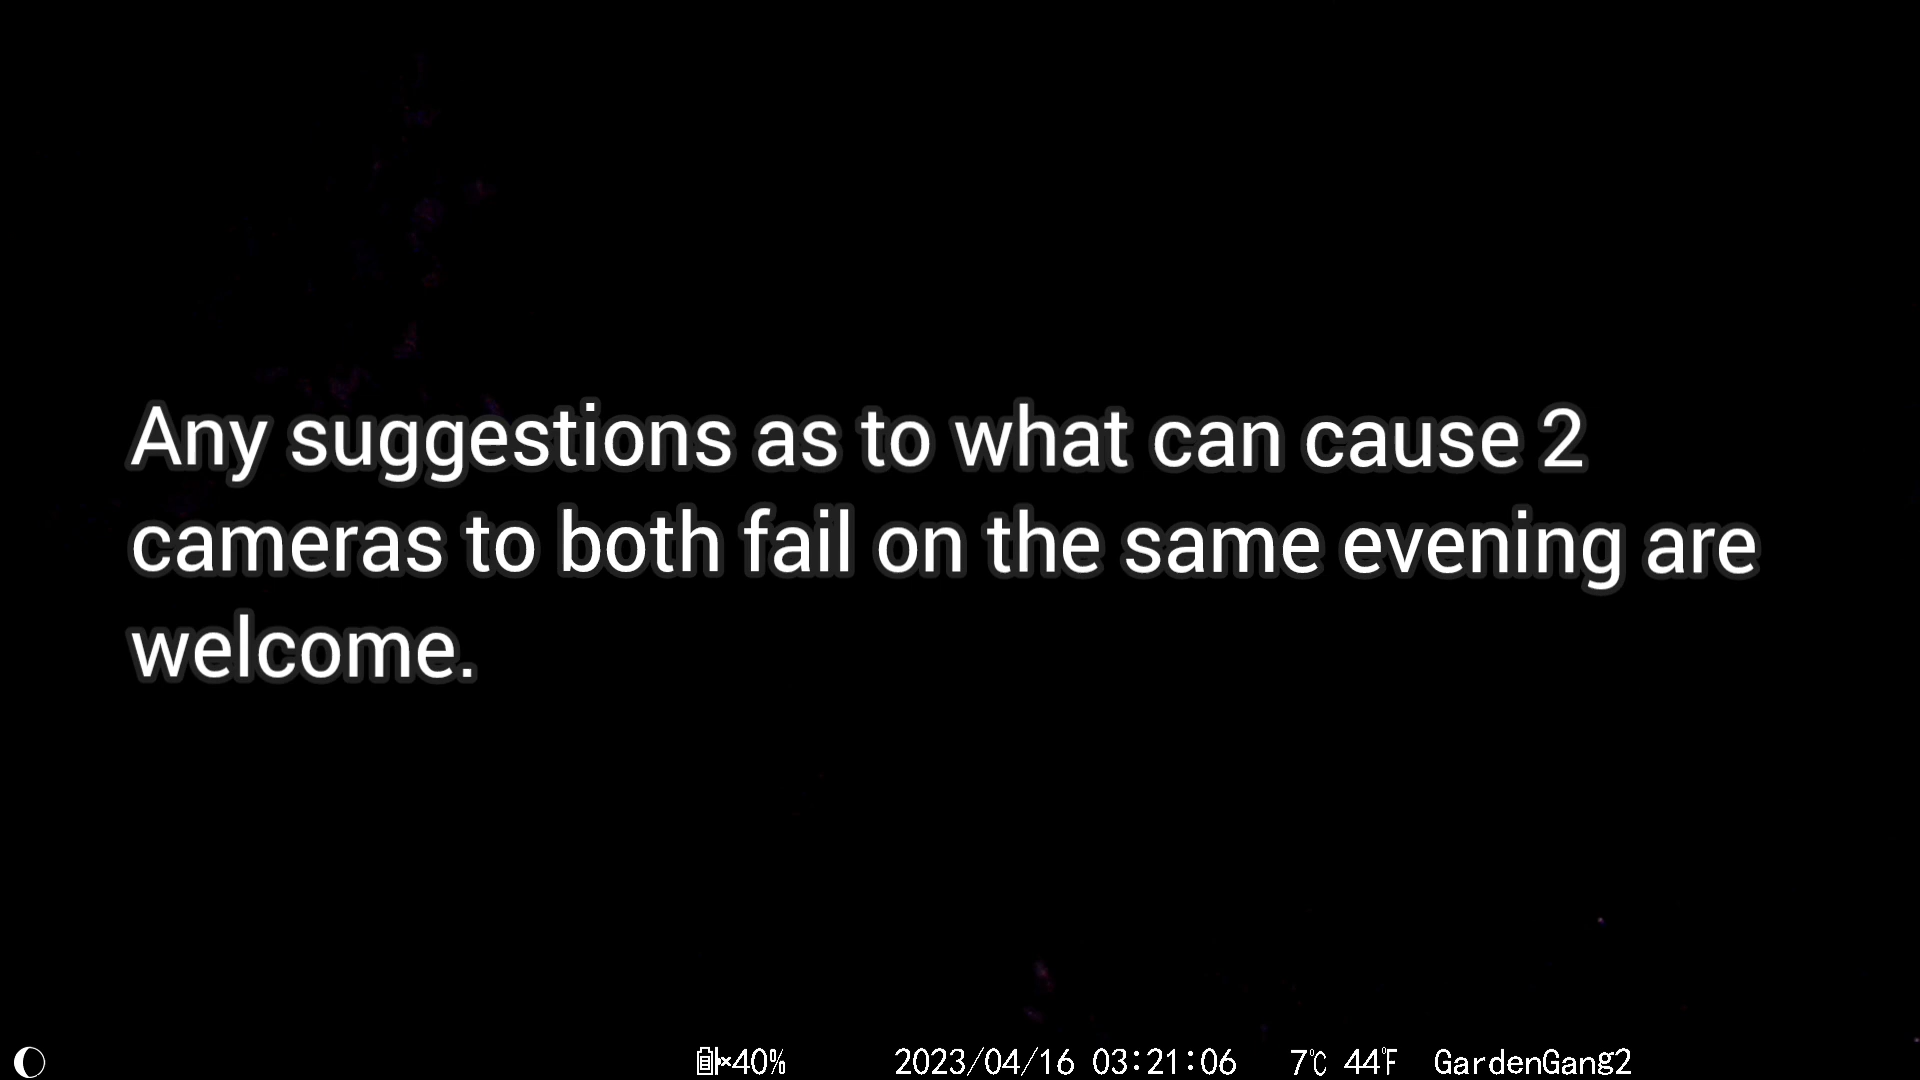 Any suggestions as to what can cause 2
cameras to both fail on the same evening are
welcome.
40% 2023/04/16 03:21:06 7℃ 44℉ GardenGang2